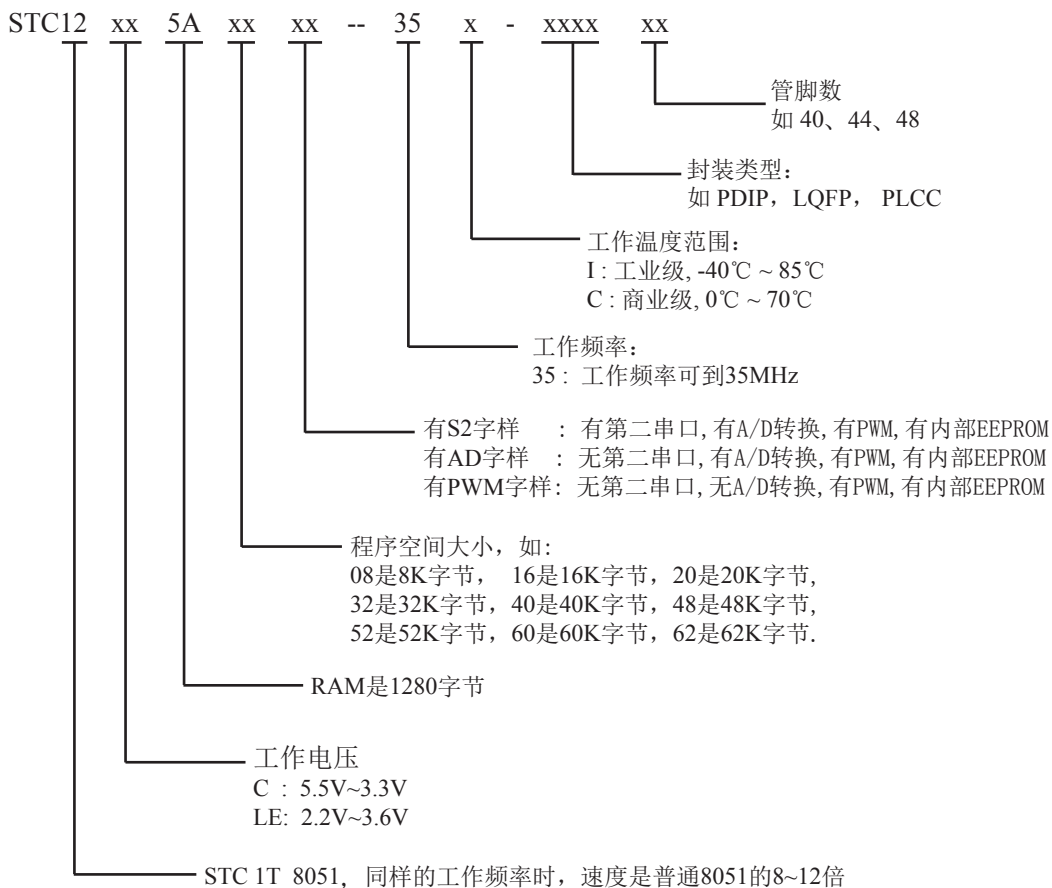 STC12 xx 5A xx xx -- 35 x - xxxx xx
管脚数
如 40、44、48
封装类型：
如 PDIP，LQFP， PLCC
工作温度范围：
I : 工业级, -40℃ ~ 85℃
C : 商业级, 0℃ ~ 70℃
工作频率：
35 : 工作频率可到35MHz
有S2字样 : 有第二串口, 有A/D转换, 有PWM, 有内部EEPROM
有AD字样 : 无第二串口, 有A/D转换, 有PWM, 有内部EEPROM
有PWM字样: 无第二串口, 无A/D转换, 有PWM, 有内部EEPROM
程序空间大小，如:
08是8K字节， 16是16K字节，20是20K字节,
32是32K字节，40是40K字节，48是48K字节,
52是52K字节，60是60K字节，62是62K字节.
RAM是1280字节
工作电压
C : 5.5V~3.3V
LE: 2.2V~3.6V
STC 1T 8051，同样的工作频率时，速度是普通8051的8~12倍